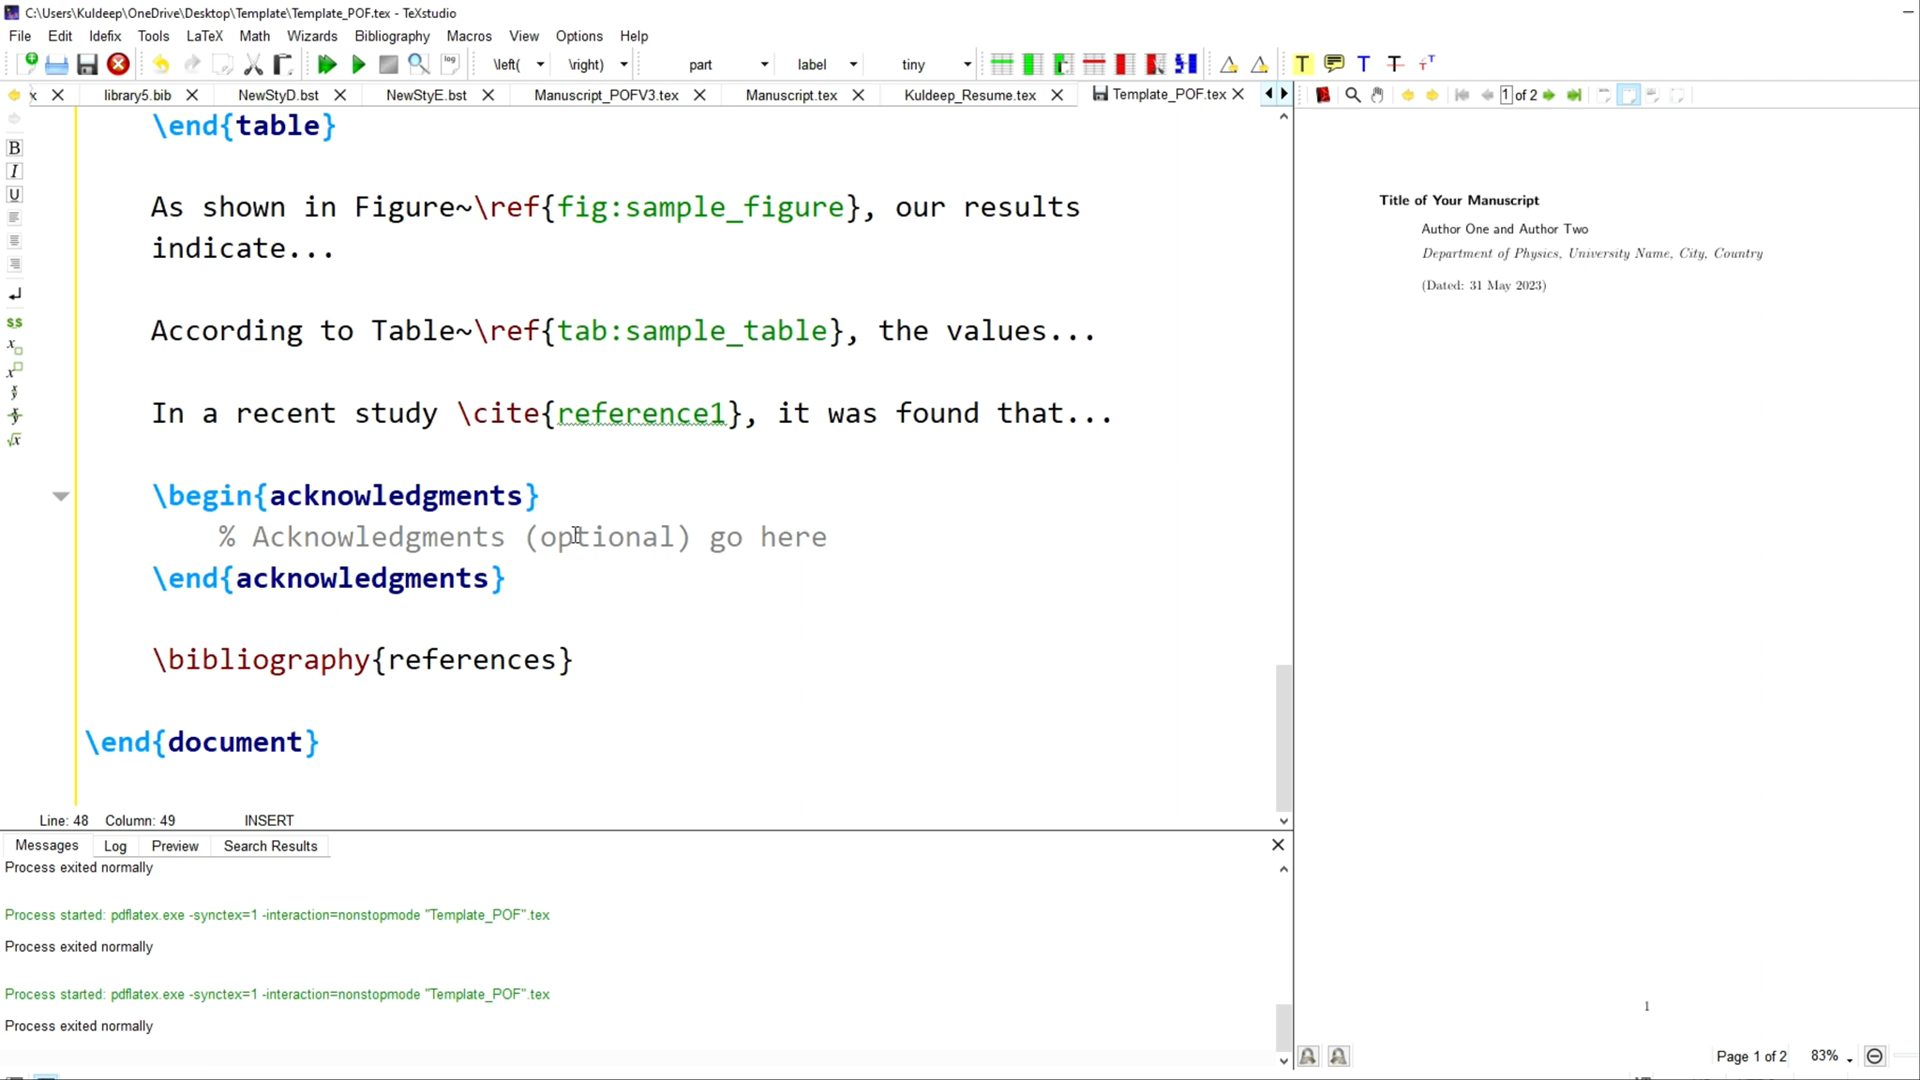 C:\Users\Kuldeep\OneDrive\Desktop\Template\Template_POF.tex - TeXstudio
File Edit Idefix Tools LaTeX Math Wizards Bibliography Macros View Options Help
log \left( \right) part label tiny T T T
x library5.bib NewStyD.bst NewStyE.bst Manuscript_POFV3.tex Manuscript.tex Kuldeep_Resume.tex Template_POF.tex 1 of 2
\end{table}
B
I
U
As shown in Figure~\ref{fig:sample_figure}, our results
indicate...
According to Table~\ref{tab:sample_table}, the values...
In a recent study \cite{reference1}, it was found that...
\begin{acknowledgments}
% Acknowledgments (optional) go here
\end{acknowledgments}
\bibliography{references}
\end{document}
Line: 48 Column: 49 INSERT
Messages Log Preview Search Results
Process exited normally
Process started: pdflatex.exe -synctex=1 -interaction=nonstopmode "Template_POF".tex
Process exited normally
Process started: pdflatex.exe -synctex=1 -interaction=nonstopmode "Template_POF".tex
Process exited normally
Title of Your Manuscript
Author One and Author Two
Department of Physics, University Name, City, Country
(Dated: 31 May 2023)
1
Page 1 of 2 83%